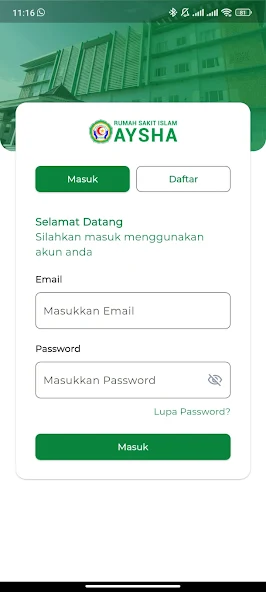 11:16
81
RUMAH SAKIT ISLAM
AYSHA
Masuk
Daftar
Selamat Datang
Silahkan masuk menggunakan
akun anda
Email
Masukkan Email
Password
Masukkan Password
Lupa Password?
Masuk